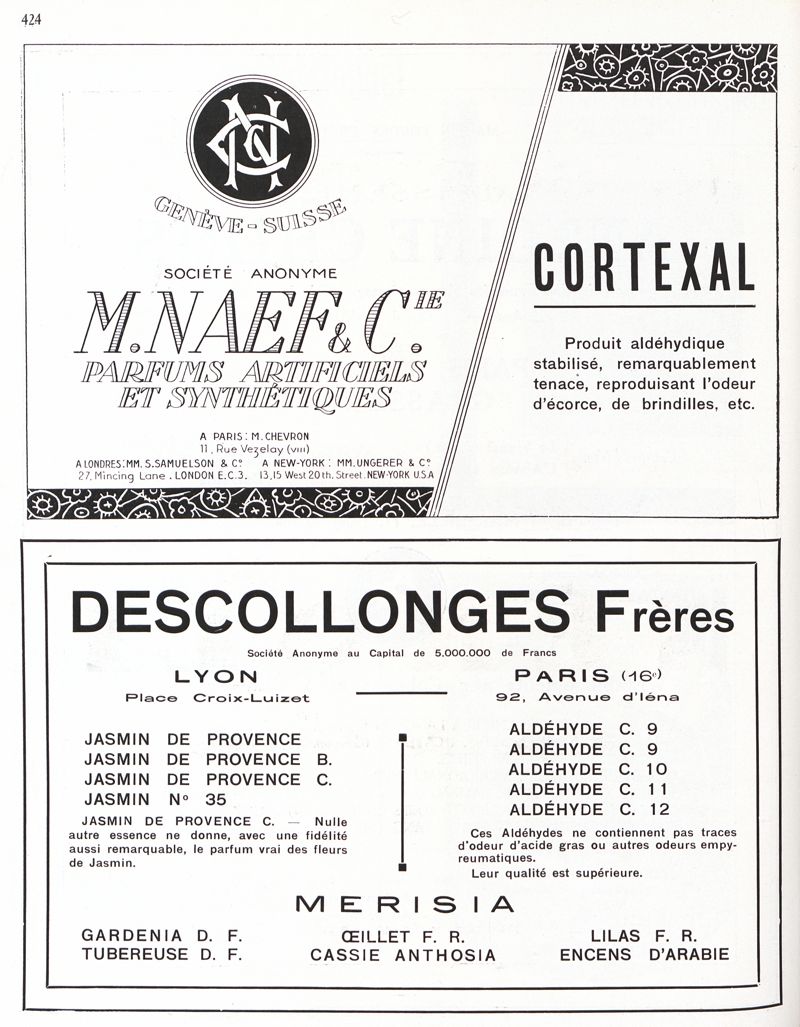 424
GENÈVE - SUISSE
SOCIÉTÉ ANONYME
M. NAEF & CIE.
PARFUMS ARTIFICIELS
ET SYNTHÉTIQUES
A PARIS: M. CHEVRON
11, Rue Vezelay (VIII)
A LONDRES: MM. S. SAMUELSON & Cº
27, Mincing Lane. LONDON E.C.3.
A NEW-YORK: MM. UNGERER & Cº
13,15 West 20th. Street. NEW-YORK U.S.A
CORTEXAL
Produit aldéhydique
stabilisé, remarquablement
tenace, reproduisant l'odeur
d'écorce, de brindilles, etc.
DESCOLLONGES Frères
Société Anonyme au Capital de 5.000.000 de Francs
LYON
Place Croix-Luizet
PARIS (16e)
92, Avenue d'Iéna
JASMIN DE PROVENCE
JASMIN DE PROVENCE B.
JASMIN DE PROVENCE C.
JASMIN Nº 35
JASMIN DE PROVENCE C. — Nulle
autre essence ne donne, avec une fidélité
aussi remarquable, le parfum vrai des fleurs
de Jasmin.
ALDÉHYDE C. 9
ALDÉHYDE C. 9
ALDÉHYDE C. 10
ALDÉHYDE C. 11
ALDÉHYDE C. 12
Ces Aldéhydes ne contiennent pas traces
d'odeur d'acide gras ou autres odeurs empy-
reumatiques.
Leur qualité est supérieure.
MERISIA
GARDENIA D. F.
TUBEREUSE D. F.
ŒILLET F. R.
CASSIE ANTHOSIA
LILAS F. R.
ENCENS D'ARABIE